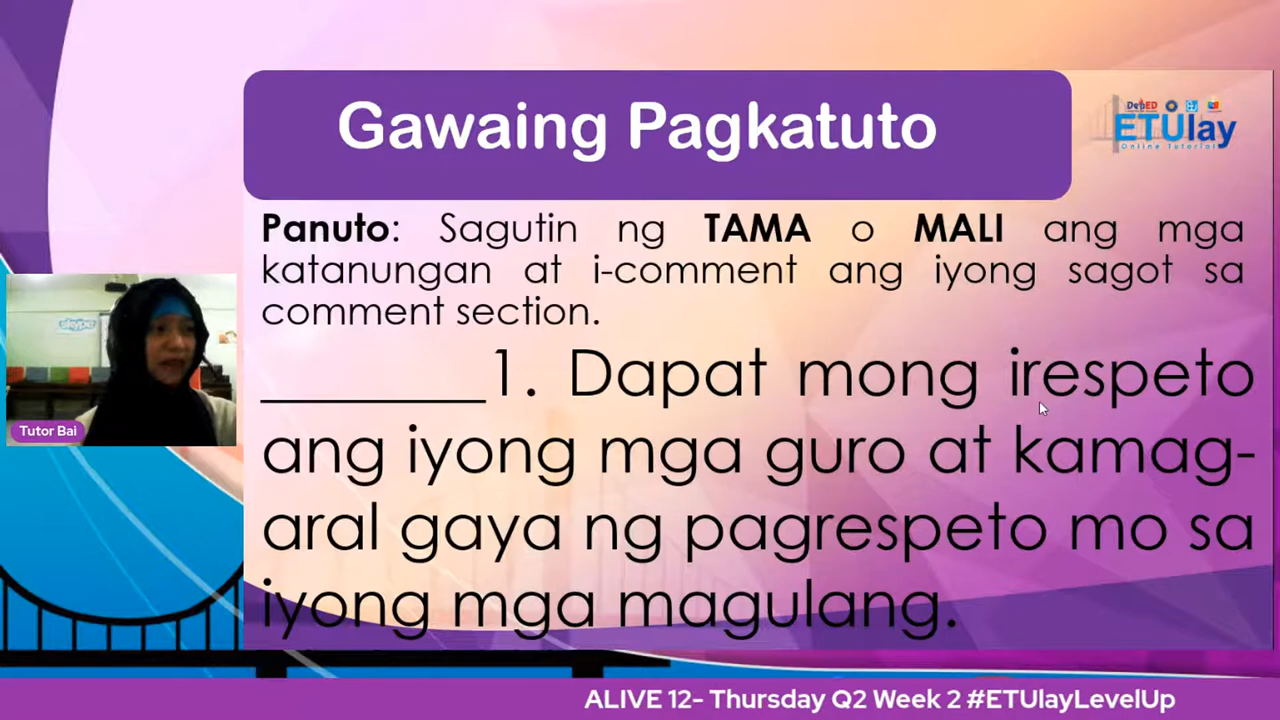 Gawaing Pagkatuto
DepED
ETUlay
Online Tutorial
Panuto: Sagutin ng TAMA o MALI ang mga
katanungan at i-comment ang iyong sagot sa
comment section.
________1. Dapat mong irespeto
ang iyong mga guro at kamag-
aral gaya ng pagrespeto mo sa
iyong mga magulang.
skype
Tutor Bai
ALIVE 12- Thursday Q2 Week 2 #ETUlayLevelUp